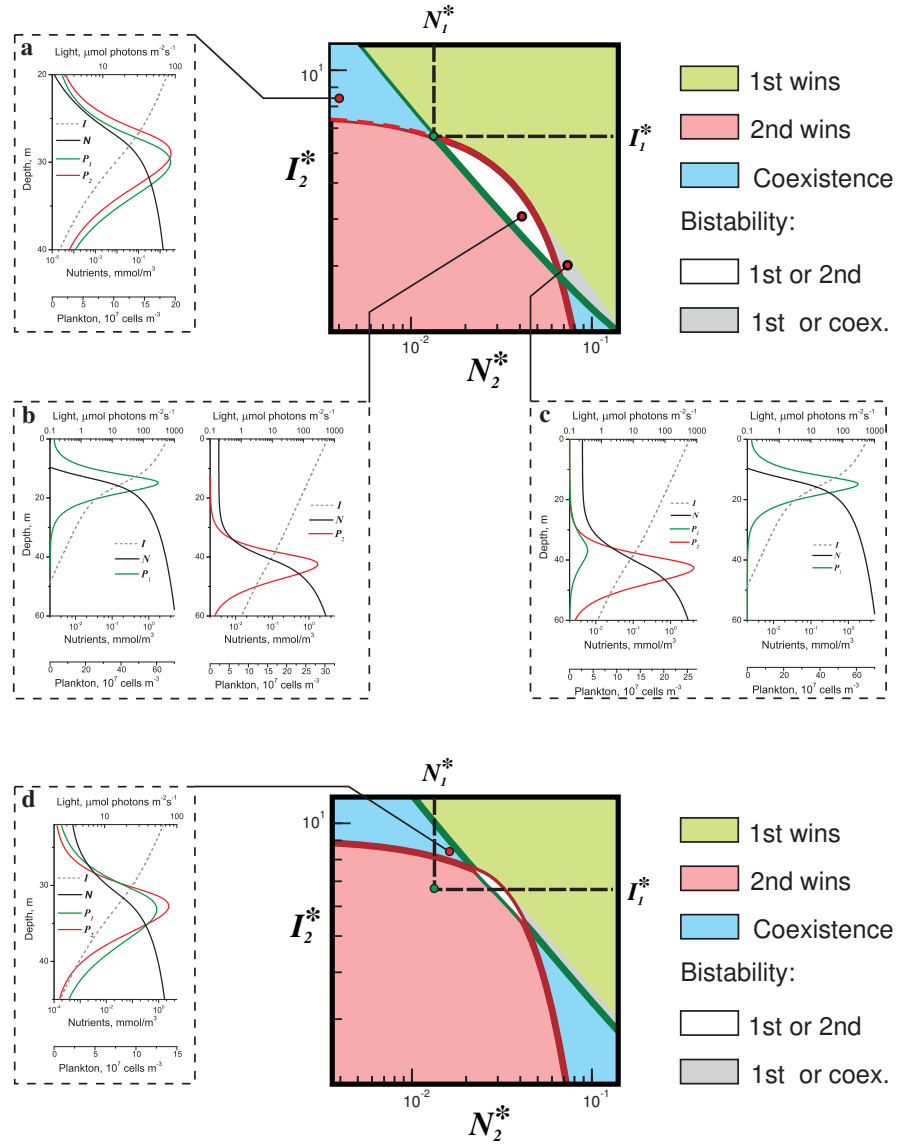 N₁*
a
Light, µmol photons m⁻²s⁻¹
0 100
20
30
40
Depth, m
I
N
P₁
P₂
10⁻⁵ 10⁻³ 10⁻¹
Nutrients, mmol/m³
0 5 10 15 20
Plankton, 10⁷ cells m⁻³
10¹
I₂*
I₁*
10⁻² 10⁻¹
N₂*
1st wins
2nd wins
Coexistence
Bistability:
1st or 2nd
1st or coex.
b
Light, µmol photons m⁻²s⁻¹
0.1 1 10 100 1000
0
20
40
60
Depth, m
I
N
P₁
10⁻² 10⁻¹ 10⁰
Nutrients, mmol/m³
0 20 40 60
Plankton, 10⁷ cells m⁻³
Light, µmol photons m⁻²s⁻¹
0.1 1 10 100 1000
I
N
P₂
10⁻² 10⁻¹ 10⁰
Nutrients, mmol/m³
0 5 10 15 20 25 30
Plankton, 10⁷ cells m⁻³
c
Light, µmol photons m⁻²s⁻¹
0.1 1 10 100 1000
0
20
40
60
Depth, m
I
N
P₁
P₂
10⁻² 10⁻¹ 10⁰
Nutrients, mmol/m³
0 5 10 15 20 25
Plankton, 10⁷ cells m⁻³
Light, µmol photons m⁻²s⁻¹
0.1 1 10 100 1000
I
N
P₁
10⁻² 10⁻¹ 10⁰
Nutrients, mmol/m³
0 20 40 60
Plankton, 10⁷ cells m⁻³
N₁*
d
Light, µmol photons m⁻²s⁻¹
0 100
30
40
Depth, m
I
N
P₁
P₂
10⁻⁴ 10⁻² 10⁰
Nutrients, mmol/m³
0 5 10 15
Plankton, 10⁷ cells m⁻³
10¹
I₂*
I₁*
10⁻² 10⁻¹
N₂*
1st wins
2nd wins
Coexistence
Bistability:
1st or 2nd
1st or coex.